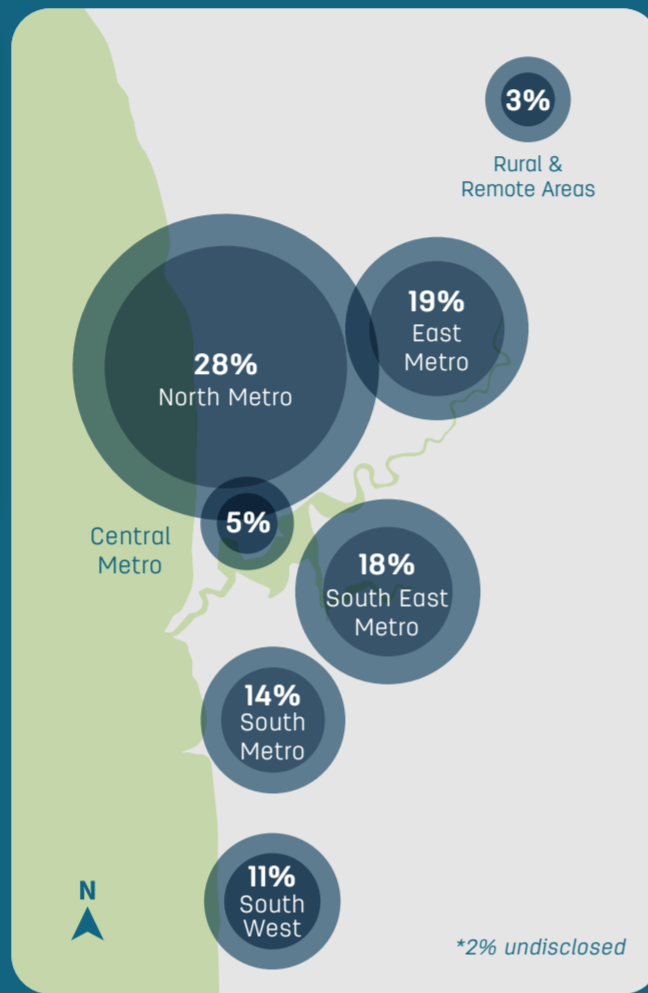 3%
Rural &
Remote Areas
19%
East
Metro
28%
North Metro
5%
Central
Metro
18%
South East
Metro
14%
South
Metro
11%
South
West
N
*2% undisclosed